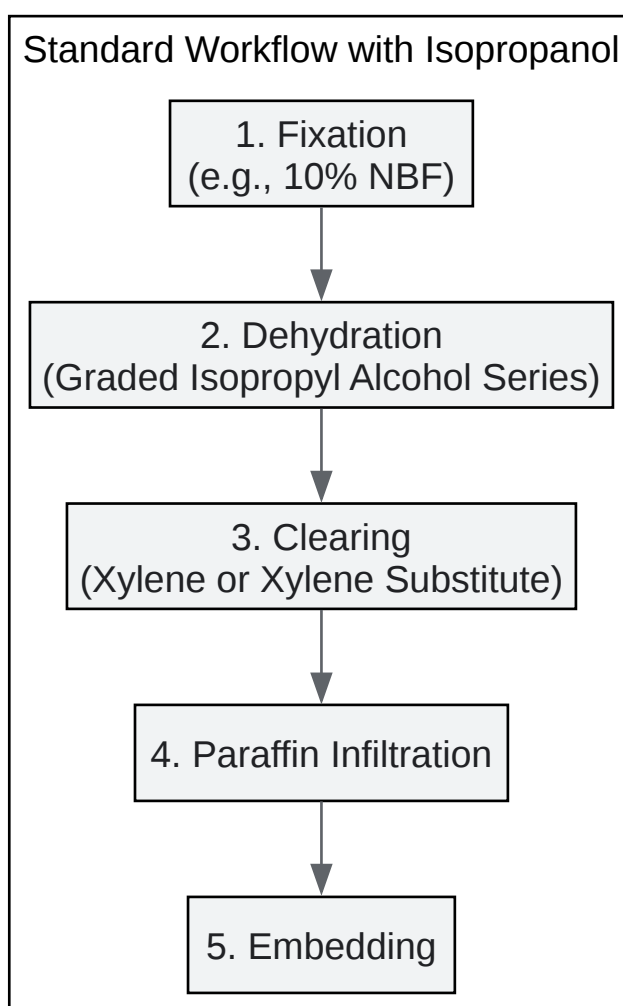 Standard Workflow with Isopropanol
1. Fixation
(e.g., 10% NBF)
2. Dehydration
(Graded Isopropyl Alcohol Series)
3. Clearing
(Xylene or Xylene Substitute)
4. Paraffin Infiltration
5. Embedding